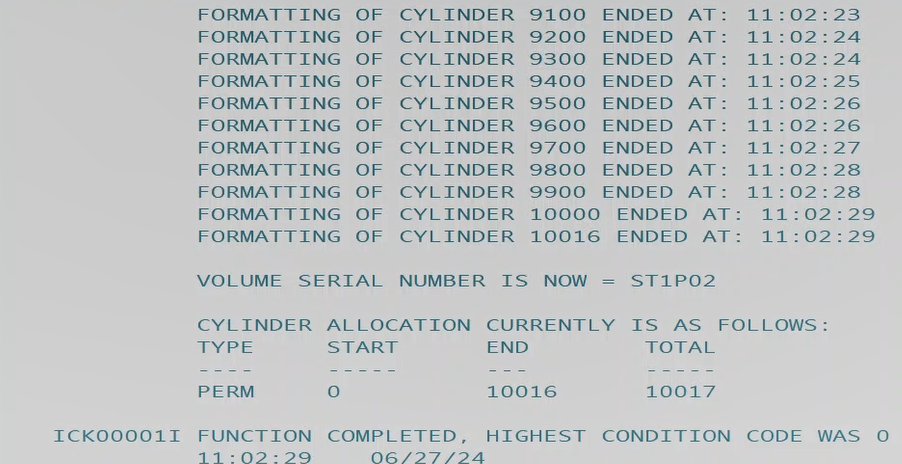 FORMATTING OF CYLINDER 9100 ENDED AT: 11:02:23
FORMATTING OF CYLINDER 9200 ENDED AT: 11:02:24
FORMATTING OF CYLINDER 9300 ENDED AT: 11:02:24
FORMATTING OF CYLINDER 9400 ENDED AT: 11:02:25
FORMATTING OF CYLINDER 9500 ENDED AT: 11:02:26
FORMATTING OF CYLINDER 9600 ENDED AT: 11:02:26
FORMATTING OF CYLINDER 9700 ENDED AT: 11:02:27
FORMATTING OF CYLINDER 9800 ENDED AT: 11:02:28
FORMATTING OF CYLINDER 9900 ENDED AT: 11:02:28
FORMATTING OF CYLINDER 10000 ENDED AT: 11:02:29
FORMATTING OF CYLINDER 10016 ENDED AT: 11:02:29
VOLUME SERIAL NUMBER IS NOW = ST1P02
CYLINDER ALLOCATION CURRENTLY IS AS FOLLOWS:
TYPE START END TOTAL
---- ----- --- -----
PERM 0 10016 10017
ICK00001I FUNCTION COMPLETED, HIGHEST CONDITION CODE WAS 0
11:02:29 06/27/24